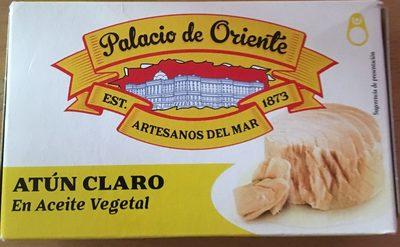 Palacio de Oriente
EST. 1873
ARTESANOS DEL MAR
Sugerencia de presentación
ATÚN CLARO
En Aceite Vegetal